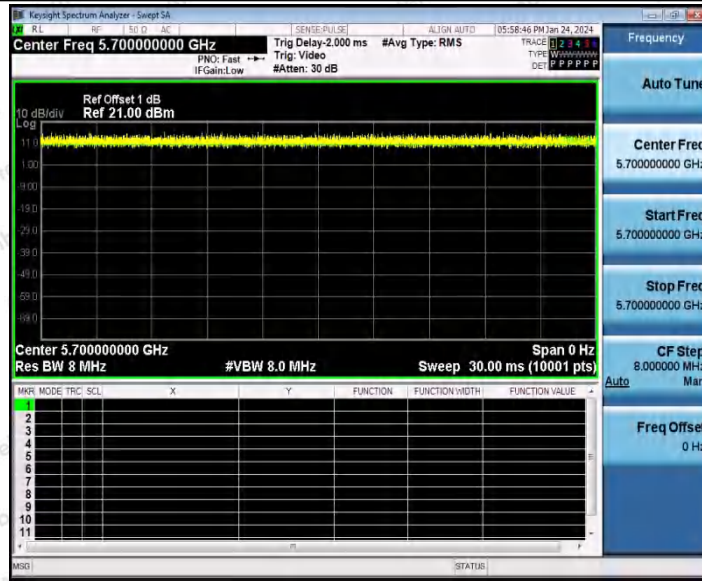 Keysight Spectrum Analyzer - Swept SA
RL RF 50 Ω AC SENSE:PULSE ALIGN AUTO 05:58:46 PM Jan 24, 2024
Center Freq 5.700000000 GHz Trig Delay-2.000 ms #Avg Type: RMS TRACE 1 2 3 4 5 6
PNO: Fast Trig: Video TYPE W
IFGain:Low #Atten: 30 dB DET P P P P P P
Ref Offset 1 dB
10 dB/div Ref 21.00 dBm
Log
11.0
1.00
-9.00
-19.0
-29.0
-39.0
-49.0
-59.0
-69.0
Center 5.700000000 GHz Span 0 Hz
Res BW 8 MHz #VBW 8.0 MHz Sweep 30.00 ms (10001 pts)
MKR MODE TRC SCL X Y FUNCTION FUNCTION WIDTH FUNCTION VALUE
1
2
3
4
5
6
7
8
9
10
11
MSG STATUS
Frequency
Auto Tune
Center Freq
5.700000000 GHz
Start Freq
5.700000000 GHz
Stop Freq
5.700000000 GHz
CF Step
8.000000 MHz
Auto Man
Freq Offset
0 Hz